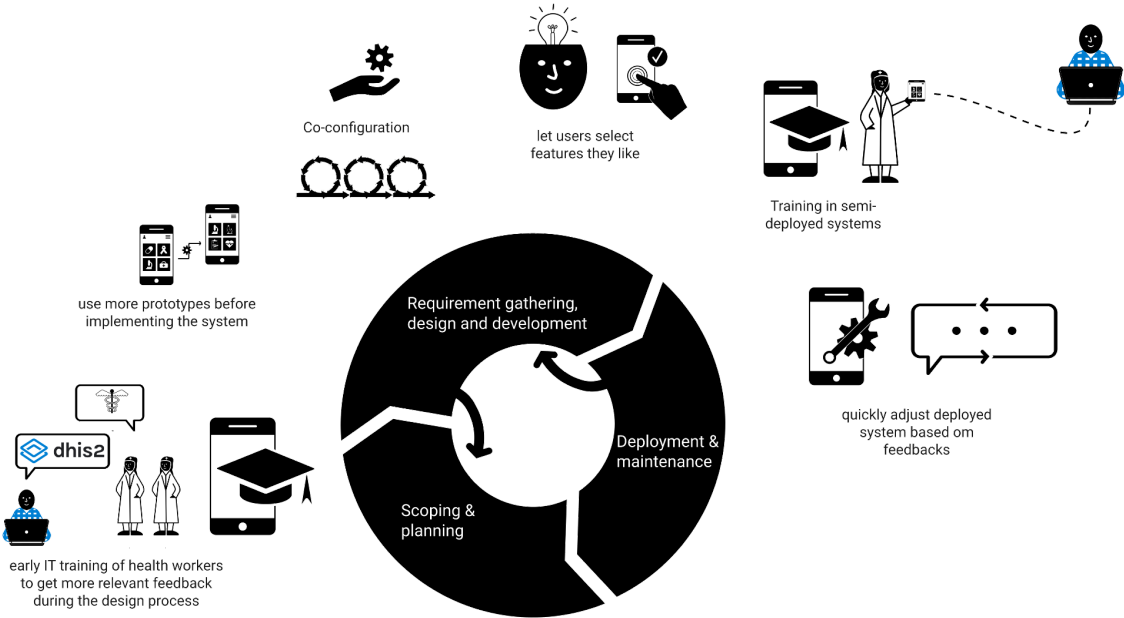 Co-configuration
let users select
features they like
Training in semi-
deployed systems
use more prototypes before
implementing the system
Requirement gathering,
design and development
quickly adjust deployed
system based om
feedbacks
Deployment &
maintenance
dhis2
Scoping &
planning
early IT training of health workers
to get more relevant feedback
during the design process